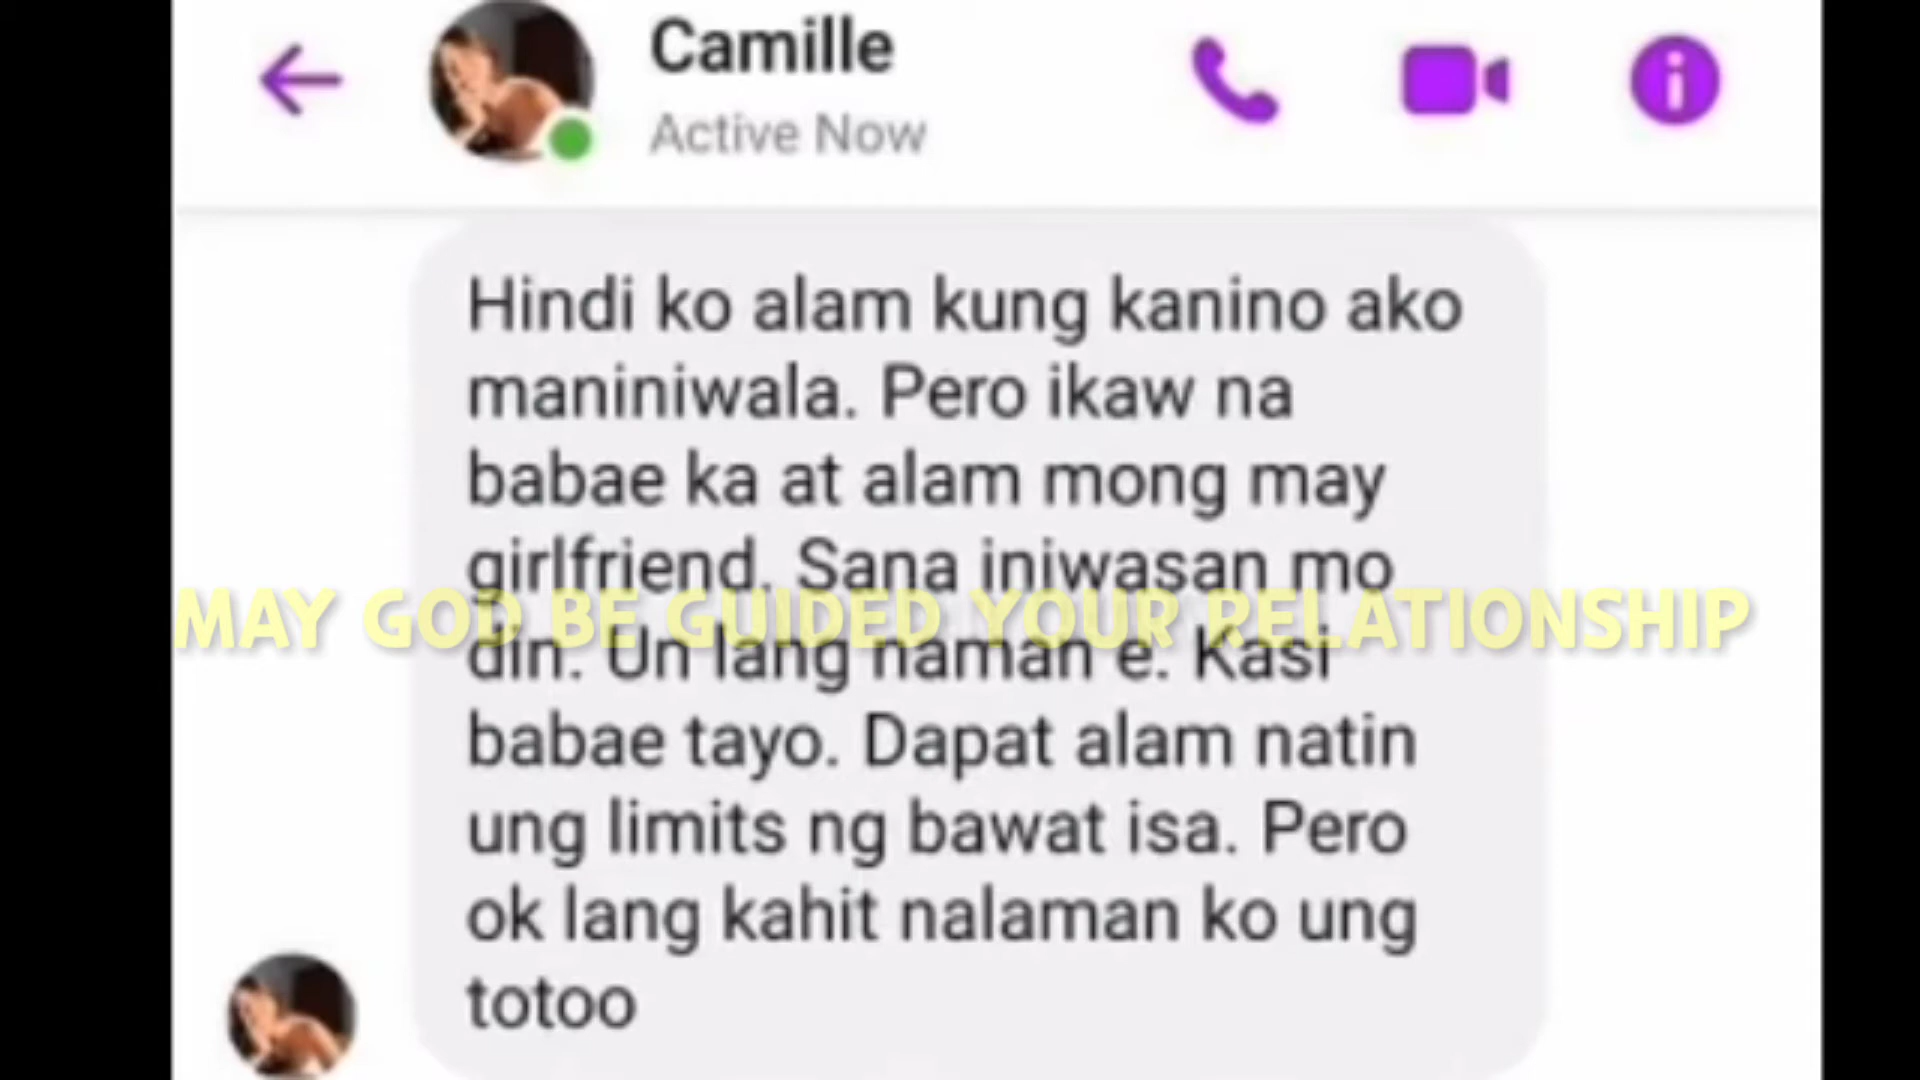 Camille
Active Now
Hindi ko alam kung kanino ako
maniniwala. Pero ikaw na
babae ka at alam mong may
girlfriend. Sana iniwasan mo
MAY GOD BE GUIDED YOUR RELATIONSHIP
din. Un lang naman e. Kasi
babae tayo. Dapat alam natin
ung limits ng bawat isa. Pero
ok lang kahit nalaman ko ung
totoo